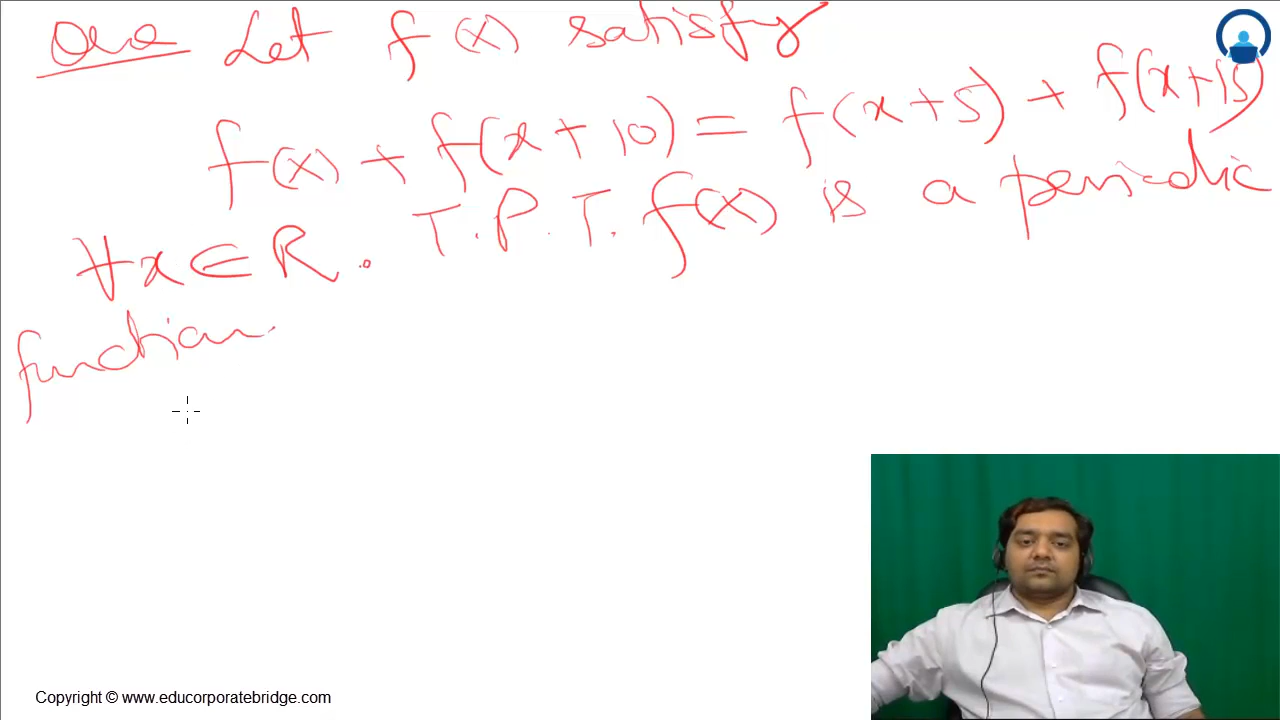 Que Let f(x) satisfy
f(x) + f(x+10) = f(x+5) + f(x+15)
∀x∈R. T.P.T. f(x) is a periodic
function.
Copyright © www.educorporatebridge.com